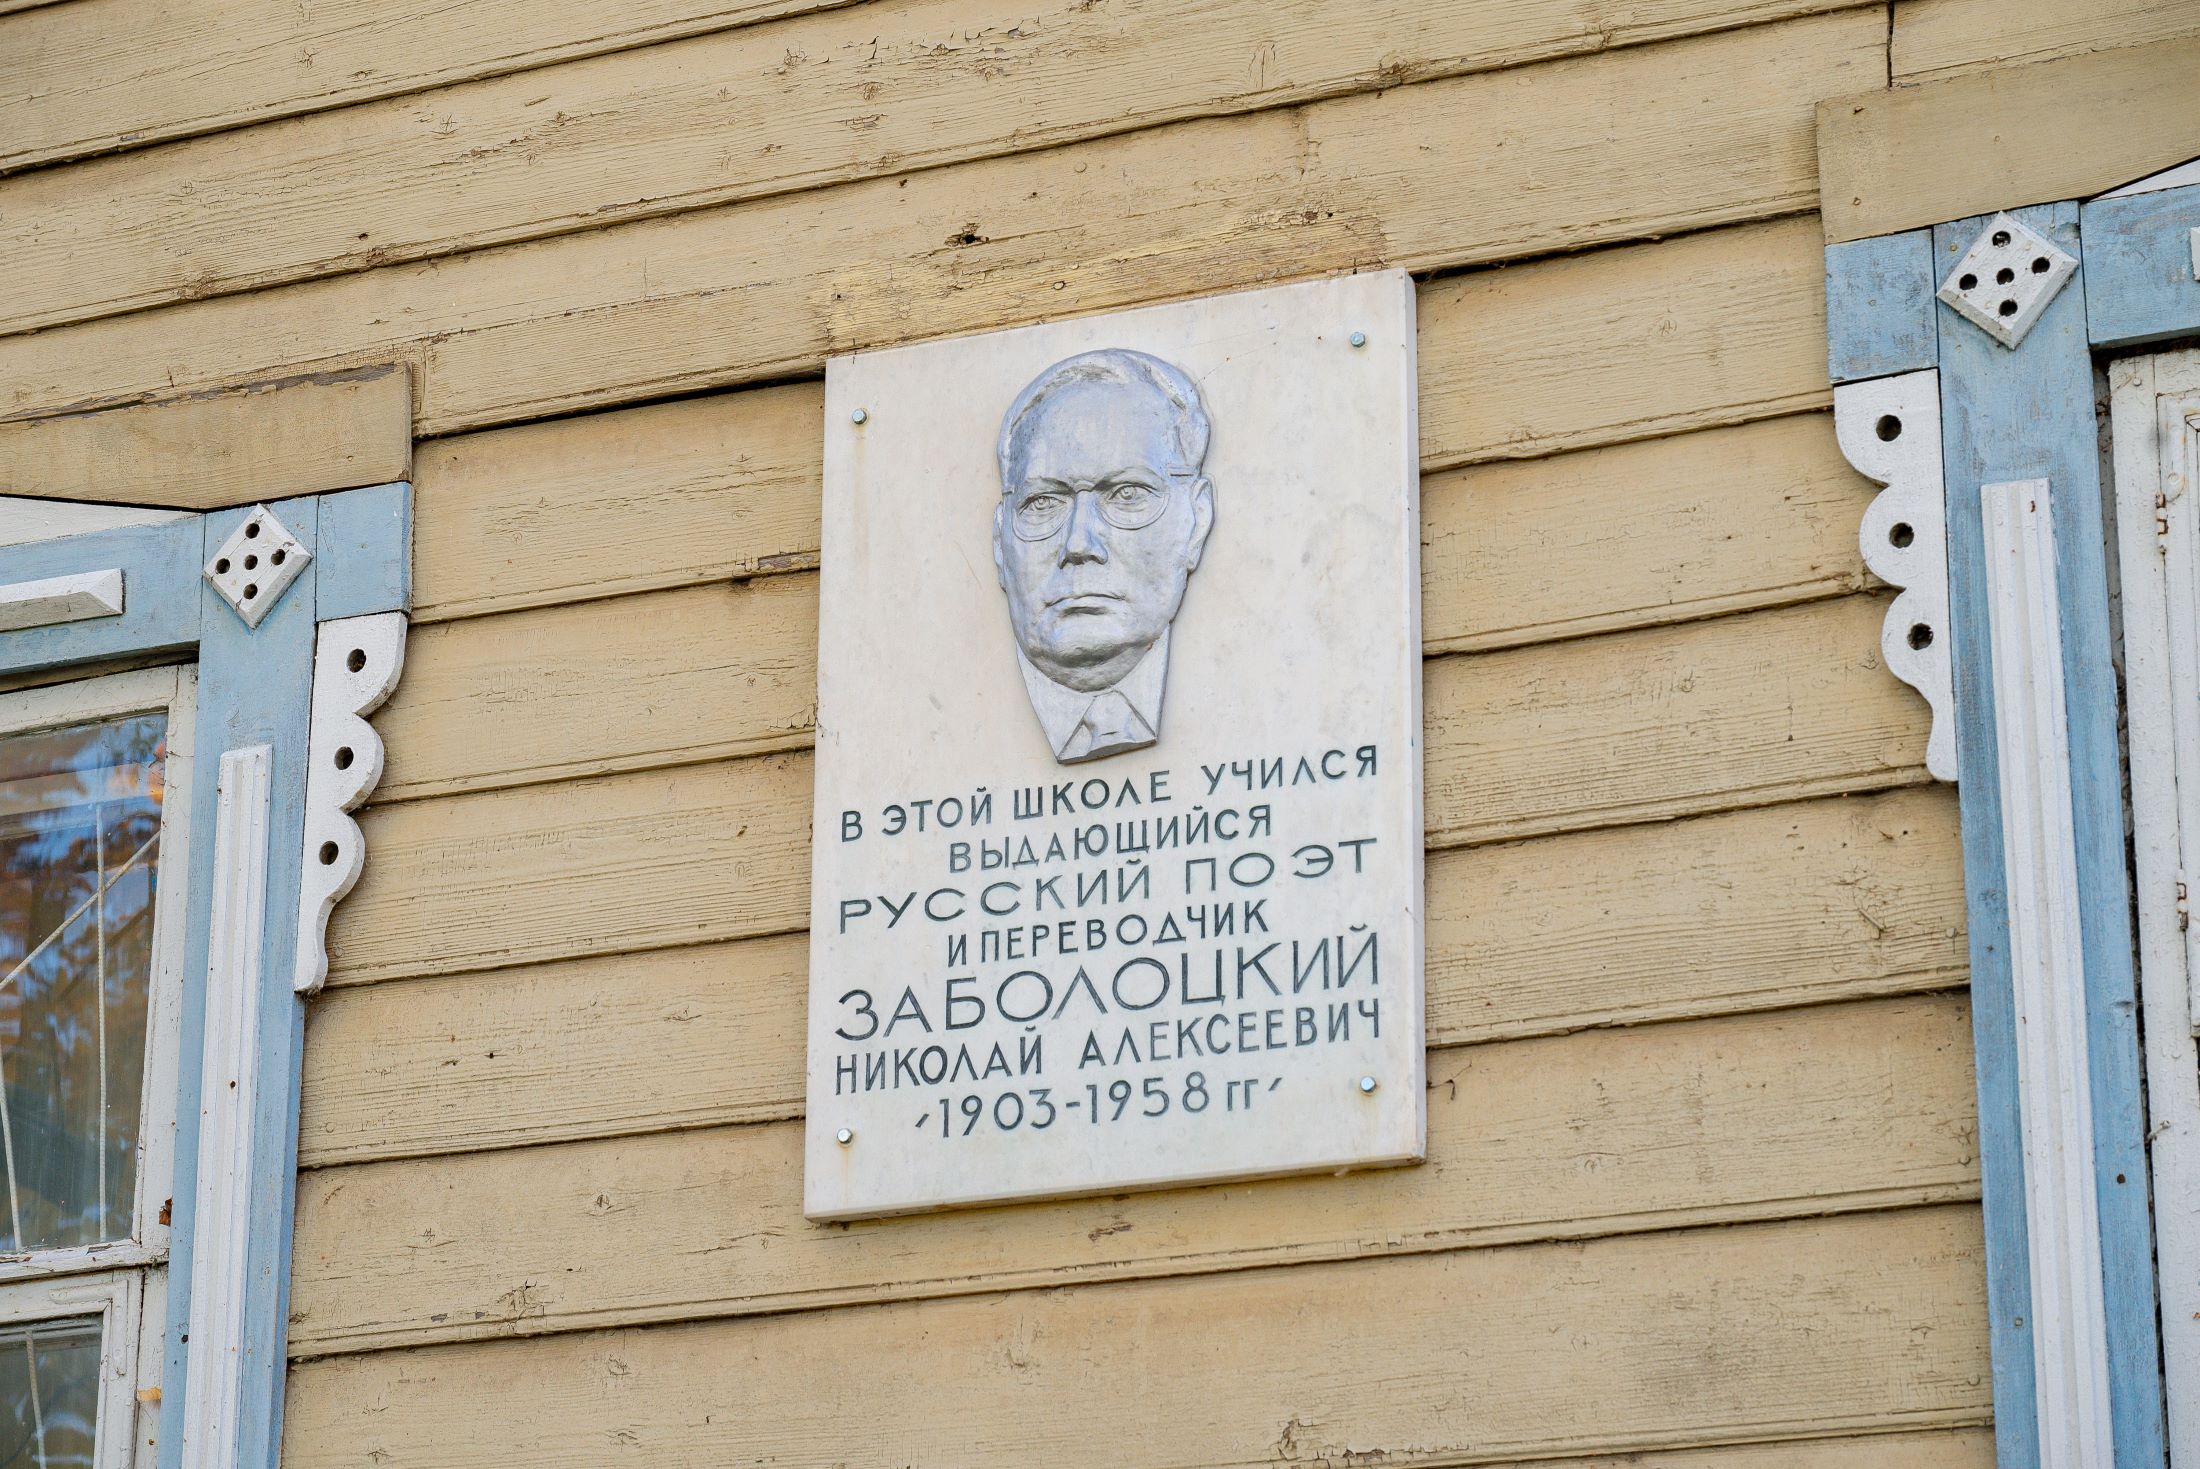 В ЭТОЙ ШКОЛЕ УЧИЛСЯ
ВЫДАЮЩИЙСЯ
РУССКИЙ ПОЭТ
И ПЕРЕВОДЧИК
ЗАБОЛОЦКИЙ
НИКОЛАЙ АЛЕКСЕЕВИЧ
′1903-1958 гг′